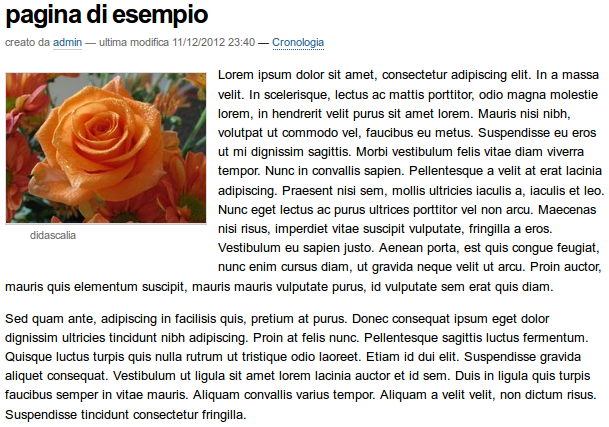 pagina di esempio
creato da admin — ultima modifica 11/12/2012 23:40 — Cronologia
Lorem ipsum dolor sit amet, consectetur adipiscing elit. In a massa
velit. In scelerisque, lectus ac mattis porttitor, odio magna molestie
lorem, in hendrerit velit purus sit amet lorem. Mauris nisi nibh,
volutpat ut commodo vel, faucibus eu metus. Suspendisse eu eros
ut mi dignissim sagittis. Morbi vestibulum felis vitae diam viverra
tempor. Nunc in convallis sapien. Pellentesque a velit at erat lacinia
adipiscing. Praesent nisi sem, mollis ultricies iaculis a, iaculis et leo.
Nunc eget lectus ac purus ultrices porttitor vel non arcu. Maecenas
nisi risus, imperdiet vitae suscipit vulputate, fringilla a eros.
Vestibulum eu sapien justo. Aenean porta, est quis congue feugiat,
nunc enim cursus diam, ut gravida neque velit ut arcu. Proin auctor,
didascalia
mauris quis elementum suscipit, mauris mauris vulputate purus, id vulputate sem erat quis diam.
Sed quam ante, adipiscing in facilisis quis, pretium at purus. Donec consequat ipsum eget dolor
dignissim ultricies tincidunt nibh adipiscing. Proin at felis nunc. Pellentesque sagittis luctus fermentum.
Quisque luctus turpis quis nulla rutrum ut tristique odio laoreet. Etiam id dui elit. Suspendisse gravida
aliquet consequat. Vestibulum ut ligula sit amet lorem lacinia auctor et id sem. Duis in ligula quis turpis
faucibus semper in vitae mauris. Aliquam convallis varius tempor. Aliquam a velit velit, non dictum risus.
Suspendisse tincidunt consectetur fringilla.